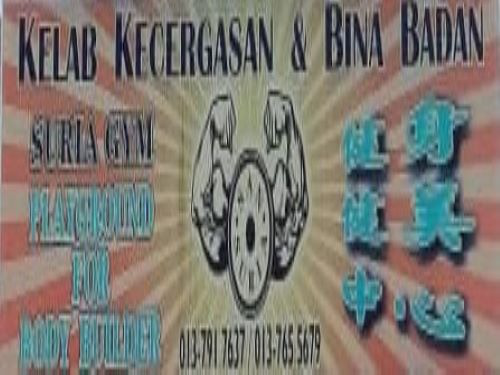 KELAB KECERGASAN & BINA BADAN
SURIA GYM
PLAYGROUND
FOR
BODY BUILDER
健身
健美
中心
013-791 7637 / 013-765 5679